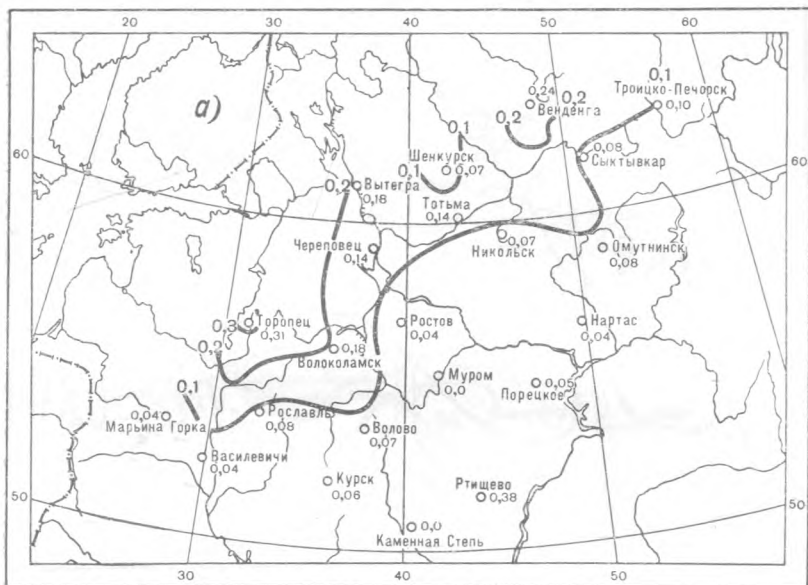 20 30 40 50 60
а)
0,1
Троицко-Печорск
0,10
0,24
Венденга
0,2
0,2
0,1
Шенкурск
0,07
0,1
0,08
Сыктывкар
60
60
0,2
Вытегра
0,18
Тотьма
0,14
Череповец
0,14
Никольск
0,07
Омутнинск
0,08
0,3
Торопец
0,31
Ростов
0,04
Нартас
0,04
0,2
0,18
Волоколамск
Муром
0,0
0,05
Порецкое
0,1
0,04
Марьина Горка
Рославль
0,08
Волово
0,07
Василевичи
0,04
Курск
0,06
Ртищево
0,38
50
50
0,0
Каменная Степь
30 40 50